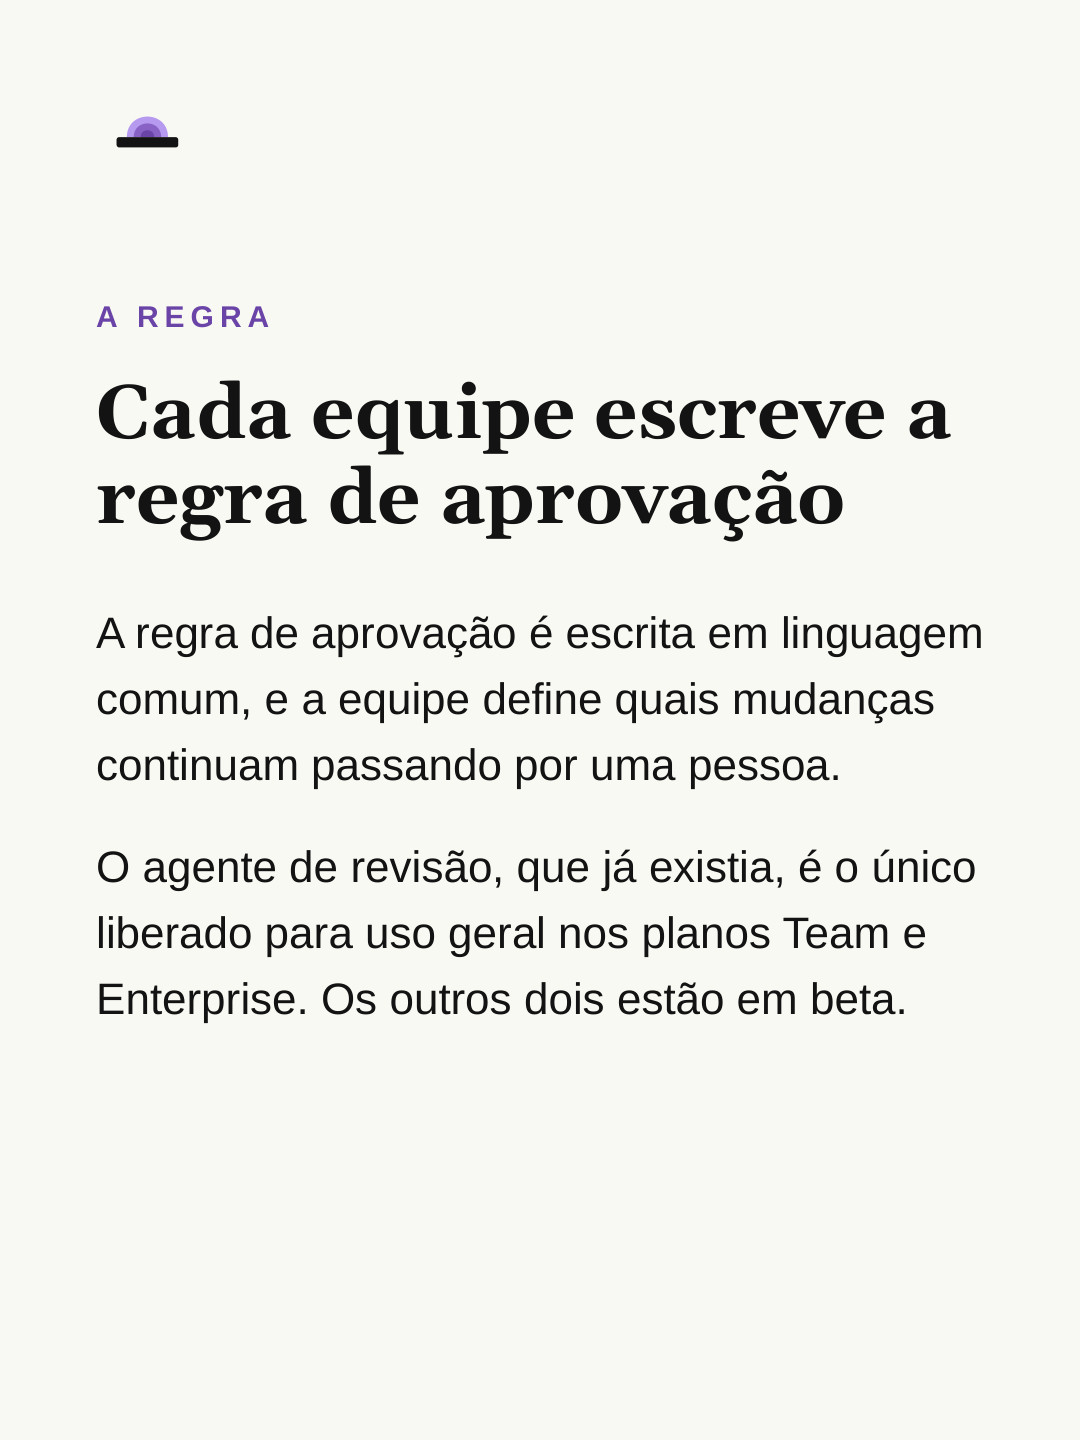 A REGRA
Cada equipe escreve a
regra de aprovação
A regra de aprovação é escrita em linguagem
comum, e a equipe define quais mudanças
continuam passando por uma pessoa.
O agente de revisão, que já existia, é o único
liberado para uso geral nos planos Team e
Enterprise. Os outros dois estão em beta.